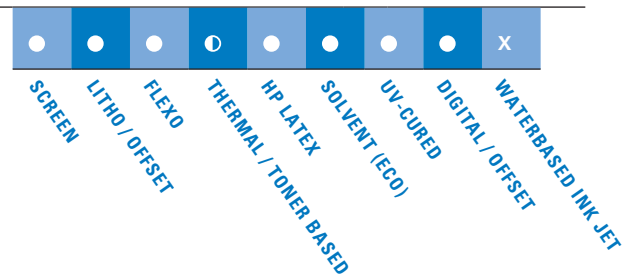 ● ● ● ◐ ● ● ● ● X
SCREEN
LITHO / OFFSET
FLEXO
THERMAL / TONER BASED
HP LATEX
SOLVENT (ECO)
UV-CURED
DIGITAL / OFFSET
WATERBASED INK JET